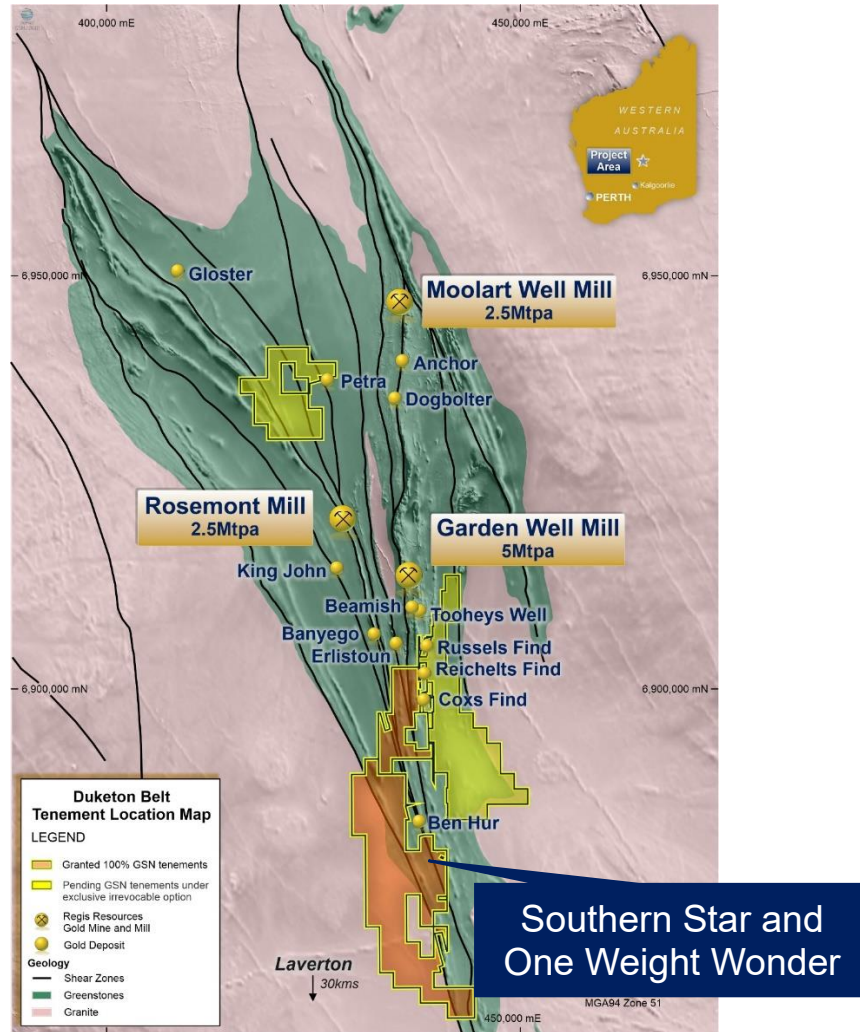 400,000 mE
450,000 mE
WESTERN
AUSTRALIA
Project
Area
Kalgoorlie
PERTH
6,950,000 mN
6,950,000 mN
Gloster
Moolart Well Mill
2.5Mtpa
Anchor
Petra
Dogbolter
Rosemont Mill
2.5Mtpa
Garden Well Mill
5Mtpa
King John
Beamish
Tooheys Well
Banyego
Erlistoun
Russels Find
Reichelts Find
6,900,000 mN
6,900,000 mN
Coxs Find
Ben Hur
Duketon Belt
Tenement Location Map
LEGEND
Granted 100% GSN tenements
Pending GSN tenements under
exclusive irrevocable option
Regis Resources
Gold Mine and Mill
Gold Deposit
Geology
Shear Zones
Greenstones
Granite
Laverton
30kms
Southern Star and
One Weight Wonder
MGA94 Zone 51
450,000 mE